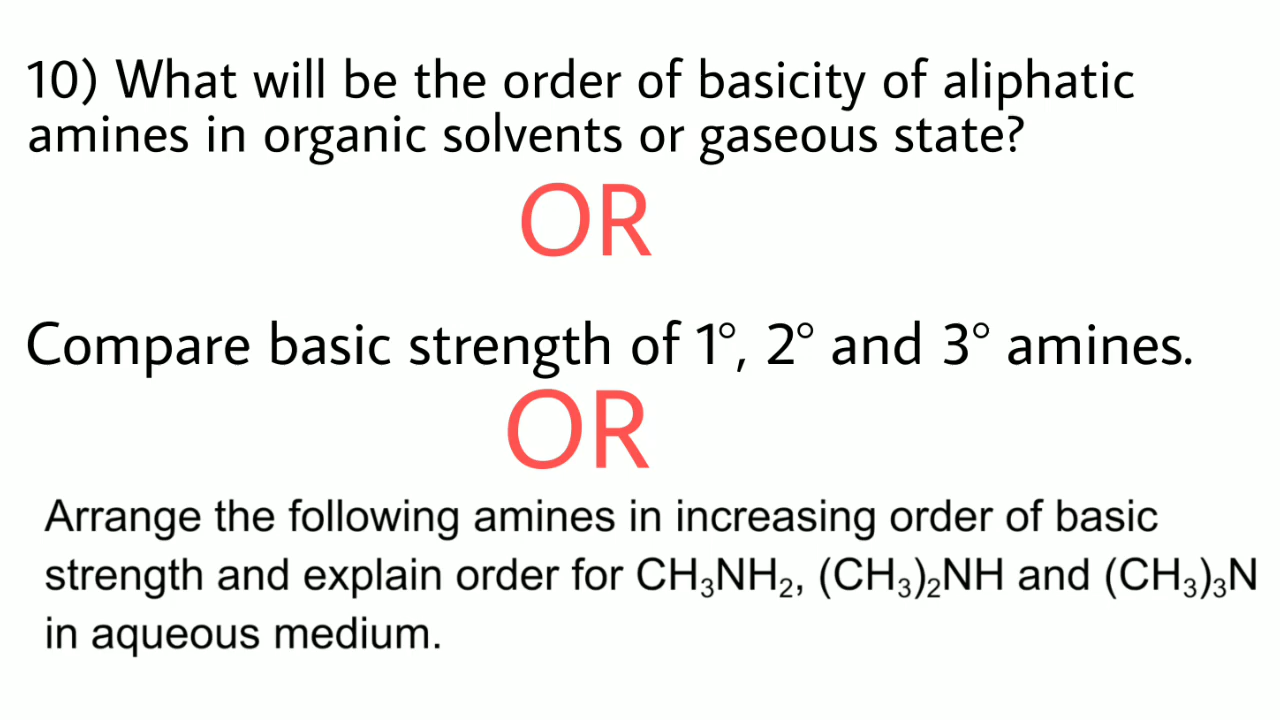 10) What will be the order of basicity of aliphatic
amines in organic solvents or gaseous state?
OR
Compare basic strength of 1°, 2° and 3° amines.
OR
Arrange the following amines in increasing order of basic
strength and explain order for CH₃NH₂, (CH₃)₂NH and (CH₃)₃N
in aqueous medium.